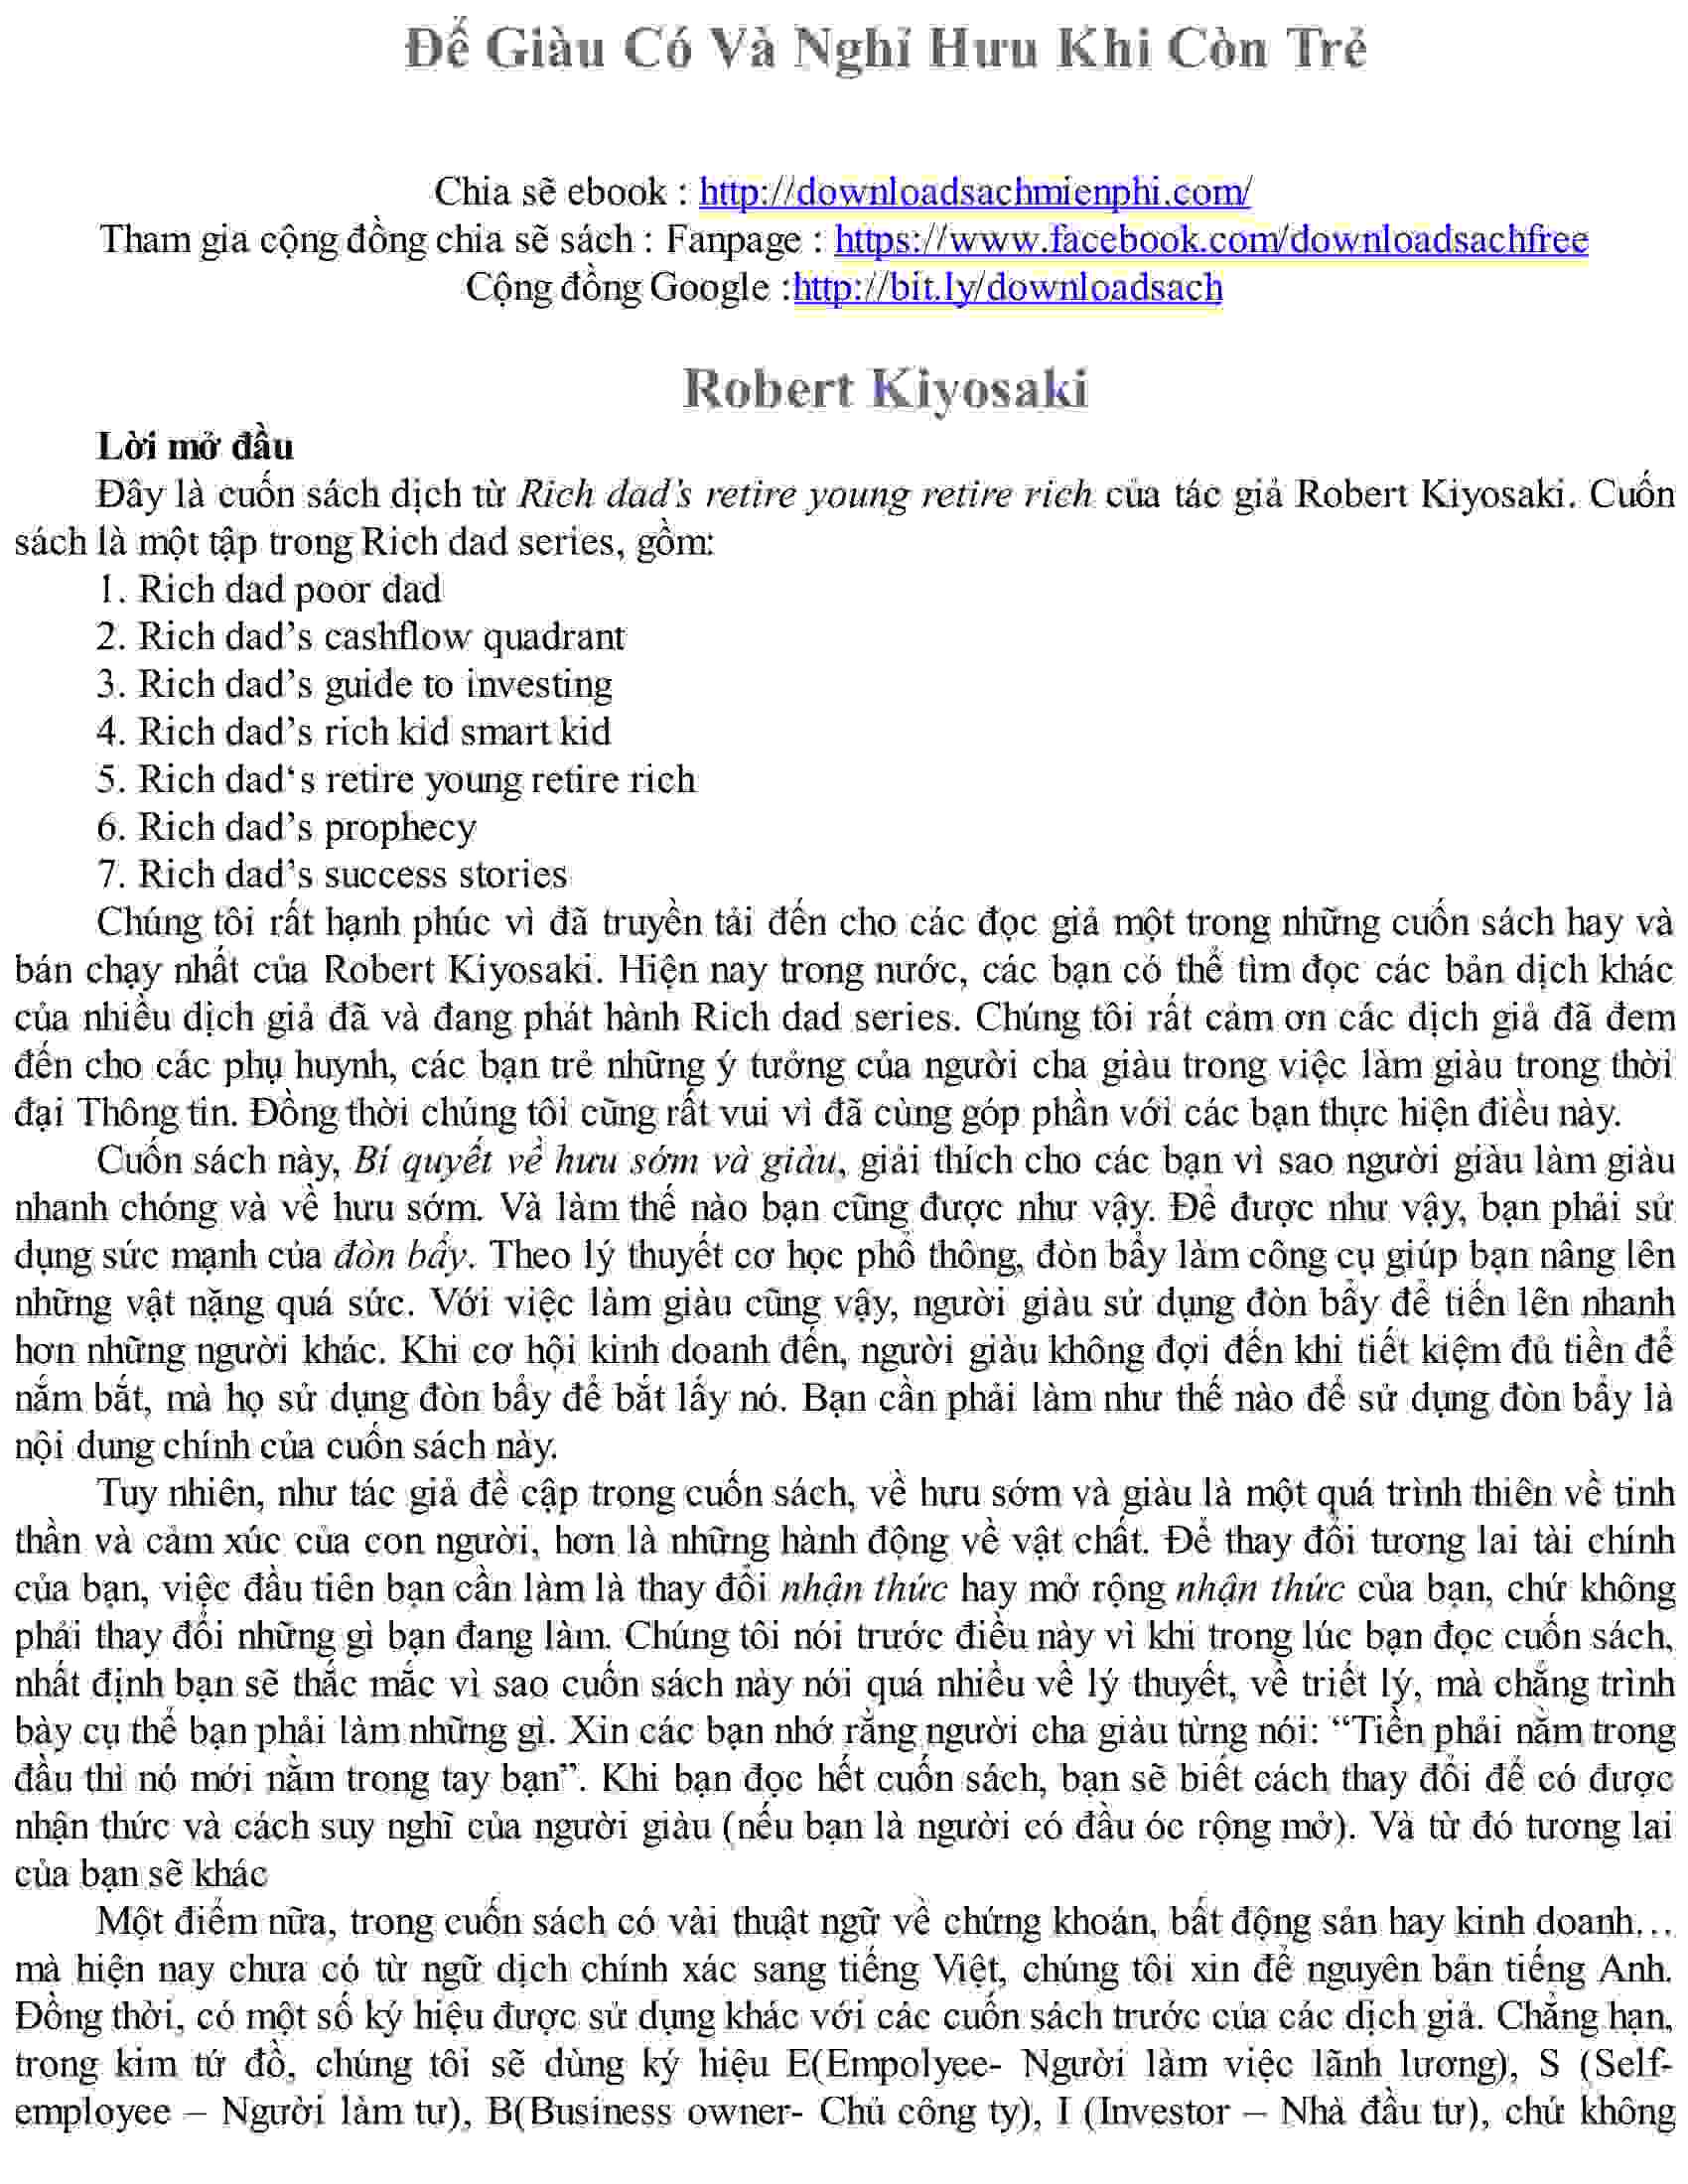 Để Giàu Có Và Nghỉ Hưu Khi Còn Trẻ
Chia sẽ ebook : http://downloadsachmienphi.com/
Tham gia cộng đồng chia sẽ sách : Fanpage : https://www.facebook.com/downloadsachfree
Cộng đồng Google :http://bit.ly/downloadsach
Robert Kiyosaki
Lời mở đầu
Đây là cuốn sách dịch từ Rich dad's retire young retire rich của tác giả Robert Kiyosaki. Cuốn
sách là một tập trong Rich dad series, gồm:
1. Rich dad poor dad
2. Rich dad's cashflow quadrant
3. Rich dad's guide to investing
4. Rich dad's rich kid smart kid
5. Rich dad‘s retire young retire rich
6. Rich dad's prophecy
7. Rich dad's success stories
Chúng tôi rất hạnh phúc vì đã truyền tải đến cho các đọc giả một trong những cuốn sách hay và
bán chạy nhất của Robert Kiyosaki. Hiện nay trong nước, các bạn có thể tìm đọc các bản dịch khác
của nhiều dịch giả đã và đang phát hành Rich dad series. Chúng tôi rất cảm ơn các dịch giả đã đem
đến cho các phụ huynh, các bạn trẻ những ý tưởng của người cha giàu trong việc làm giàu trong thời
đại Thông tin. Đồng thời chúng tôi cũng rất vui vì đã cùng góp phần với các bạn thực hiện điều này.
Cuốn sách này, Bí quyết về hưu sớm và giàu, giải thích cho các bạn vì sao người giàu làm giàu
nhanh chóng và về hưu sớm. Và làm thế nào bạn cũng được như vậy. Để được như vậy, bạn phải sử
dụng sức mạnh của đòn bẩy. Theo lý thuyết cơ học phổ thông, đòn bẩy làm công cụ giúp bạn nâng lên
những vật nặng quá sức. Với việc làm giàu cũng vậy, người giàu sử dụng đòn bẩy để tiến lên nhanh
hơn những người khác. Khi cơ hội kinh doanh đến, người giàu không đợi đến khi tiết kiệm đủ tiền để
nắm bắt, mà họ sử dụng đòn bẩy để bắt lấy nó. Bạn cần phải làm như thế nào để sử dụng đòn bẩy là
nội dung chính của cuốn sách này.
Tuy nhiên, như tác giả đề cập trong cuốn sách, về hưu sớm và giàu là một quá trình thiên về tinh
thần và cảm xúc của con người, hơn là những hành động về vật chất. Để thay đổi tương lai tài chính
của bạn, việc đầu tiên bạn cần làm là thay đổi nhận thức hay mở rộng nhận thức của bạn, chứ không
phải thay đổi những gì bạn đang làm. Chúng tôi nói trước điều này vì khi trong lúc bạn đọc cuốn sách,
nhất định bạn sẽ thắc mắc vì sao cuốn sách này nói quá nhiều về lý thuyết, về triết lý, mà chẳng trình
bày cụ thể bạn phải làm những gì. Xin các bạn nhớ rằng người cha giàu từng nói: “Tiền phải nằm trong
đầu thì nó mới nằm trong tay bạn”. Khi bạn đọc hết cuốn sách, bạn sẽ biết cách thay đổi để có được
nhận thức và cách suy nghĩ của người giàu (nếu bạn là người có đầu óc rộng mở). Và từ đó tương lai
của bạn sẽ khác
Một điểm nữa, trong cuốn sách có vài thuật ngữ về chứng khoán, bất động sản hay kinh doanh…
mà hiện nay chưa có từ ngữ dịch chính xác sang tiếng Việt, chúng tôi xin để nguyên bản tiếng Anh.
Đồng thời, có một số ký hiệu được sử dụng khác với các cuốn sách trước của các dịch giả. Chẳng hạn,
trong kim tứ đồ, chúng tôi sẽ dùng ký hiệu E(Empolyee- Người làm việc lãnh lương), S (Self-
employee – Người làm tư), B(Business owner- Chủ công ty), I (Investor – Nhà đầu tư), chứ không